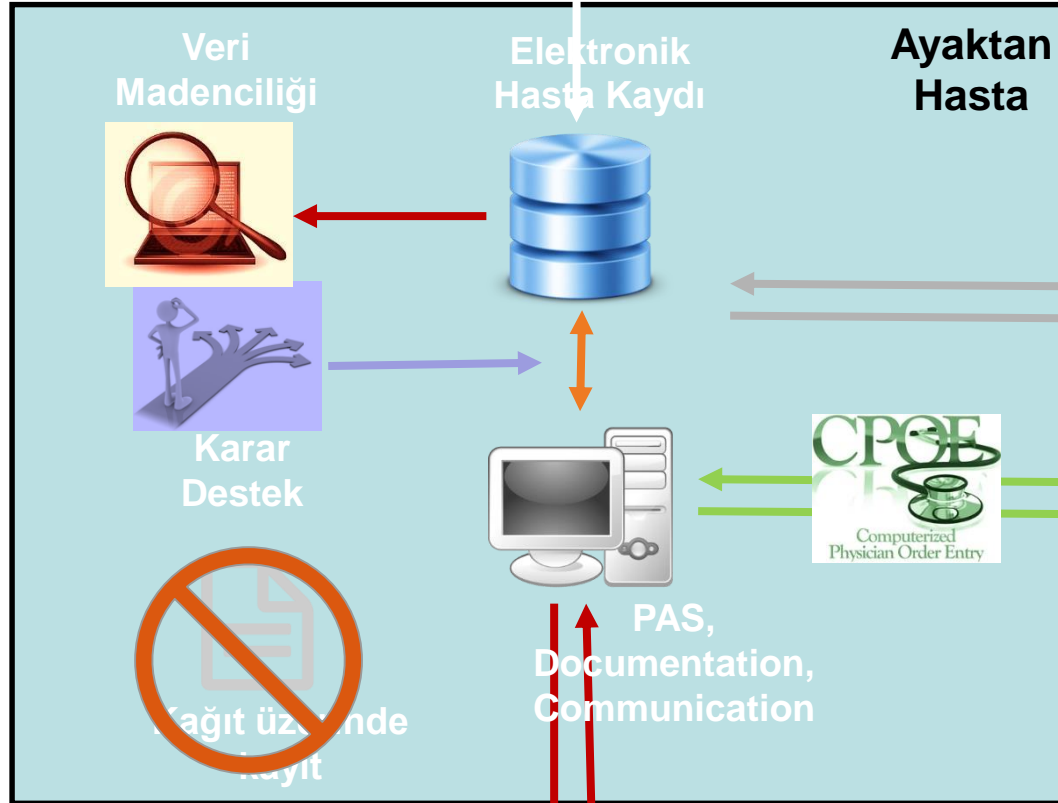 Veri
Madenciliği
Elektronik
Hasta Kaydı
Ayaktan
Hasta
Karar
Destek
CPOE
Computerized
Physician Order Entry
PAS,
Documentation,
Communication
Kağıt üzerinde
kayıt